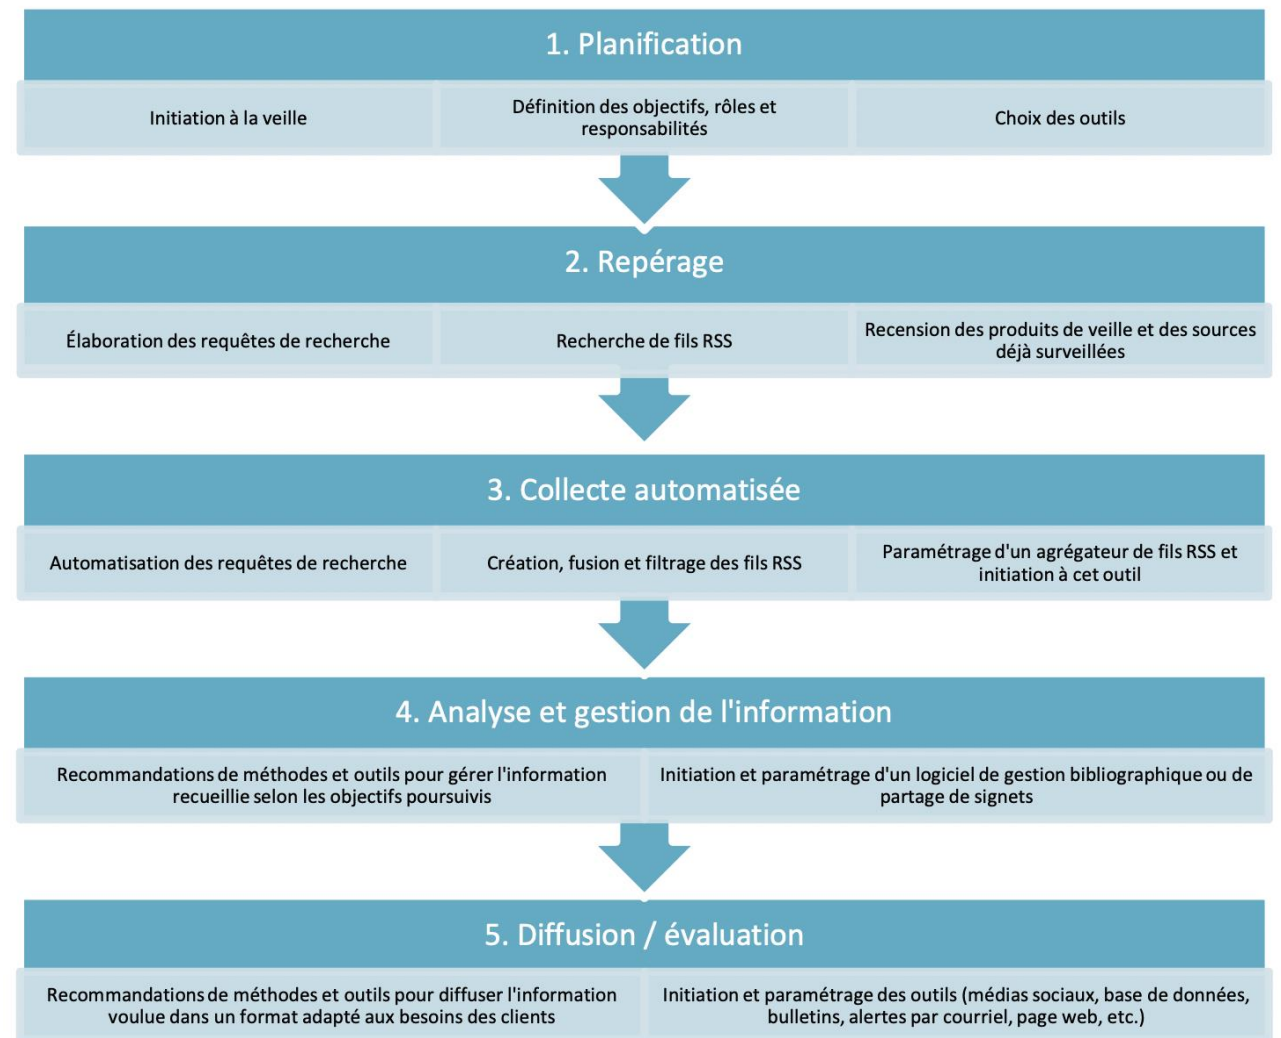 1. Planification
Initiation à la veille
Définition des objectifs, rôles et
responsabilités
Choix des outils
2. Repérage
Élaboration des requêtes de recherche
Recherche de fils RSS
Recension des produits de veille et des sources
déjà surveillées
3. Collecte automatisée
Automatisation des requêtes de recherche
Création, fusion et filtrage des fils RSS
Paramétrage d'un agrégateur de fils RSS et
initiation à cet outil
4. Analyse et gestion de l'information
Recommandations de méthodes et outils pour gérer l'information
recueillie selon les objectifs poursuivis
Initiation et paramétrage d'un logiciel de gestion bibliographique ou de
partage de signets
5. Diffusion / évaluation
Recommandations de méthodes et outils pour diffuser l'information
voulue dans un format adapté aux besoins des clients
Initiation et paramétrage des outils (médias sociaux, base de données,
bulletins, alertes par courriel, page web, etc.)